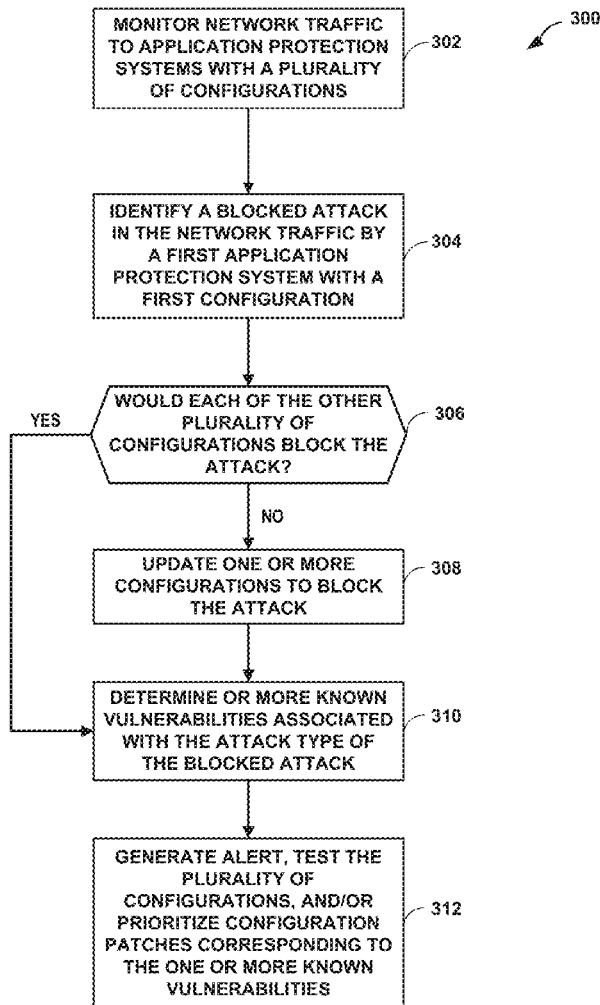 300
MONITOR NETWORK TRAFFIC
TO APPLICATION PROTECTION
SYSTEMS WITH A PLURALITY
OF CONFIGURATIONS
302
IDENTIFY A BLOCKED ATTACK
IN THE NETWORK TRAFFIC BY
A FIRST APPLICATION
PROTECTION SYSTEM WITH A
FIRST CONFIGURATION
304
WOULD EACH OF THE OTHER
PLURALITY OF
CONFIGURATIONS BLOCK THE
ATTACK?
306
YES
NO
UPDATE ONE OR MORE
CONFIGURATIONS TO BLOCK
THE ATTACK
308
DETERMINE OR MORE KNOWN
VULNERABILITIES ASSOCIATED
WITH THE ATTACK TYPE OF
THE BLOCKED ATTACK
310
GENERATE ALERT, TEST THE
PLURALITY OF
CONFIGURATIONS, AND/OR
PRIORITIZE CONFIGURATION
PATCHES CORRESPONDING TO
THE ONE OR MORE KNOWN
VULNERABILITIES
312